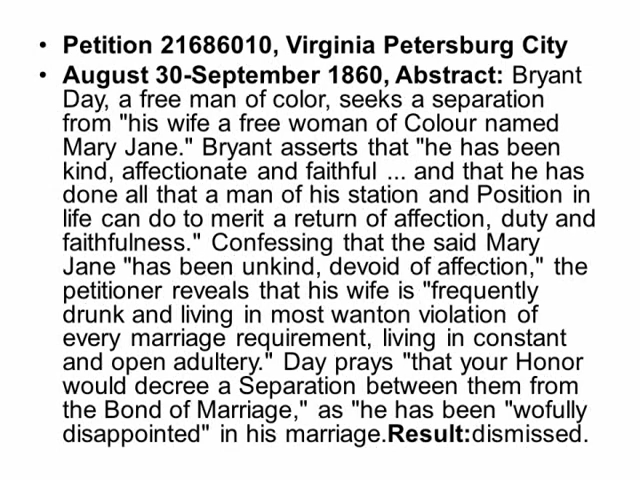 • Petition 21686010, Virginia Petersburg City
• August 30-September 1860, Abstract: Bryant
Day, a free man of color, seeks a separation
from "his wife a free woman of Colour named
Mary Jane." Bryant asserts that "he has been
kind, affectionate and faithful ... and that he has
done all that a man of his station and Position in
life can do to merit a return of affection, duty and
faithfulness." Confessing that the said Mary
Jane "has been unkind, devoid of affection," the
petitioner reveals that his wife is "frequently
drunk and living in most wanton violation of
every marriage requirement, living in constant
and open adultery." Day prays "that your Honor
would decree a Separation between them from
the Bond of Marriage," as "he has been "wofully
disappointed" in his marriage.Result:dismissed.